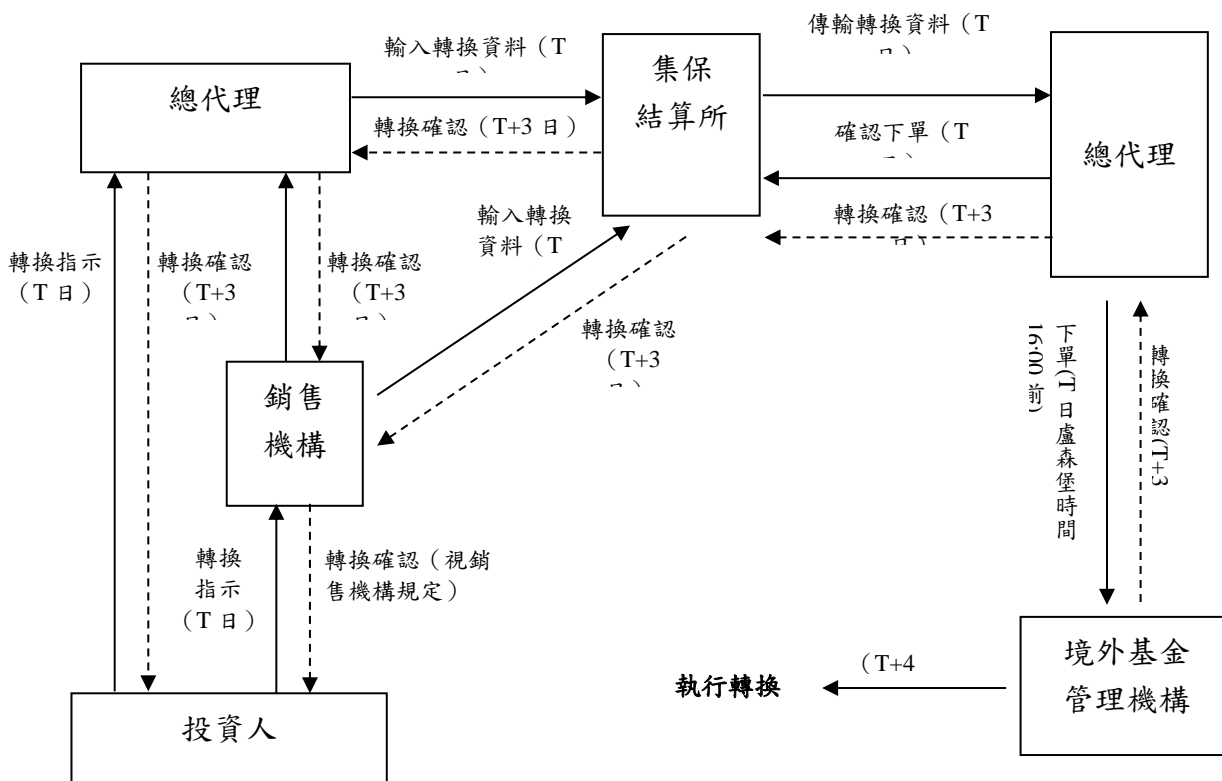 傳輸轉換資料（T
輸入轉換資料（T
集保
結算所
總代理
轉換確認（T+3 日）
確認下單（T
總代理
轉換確認（T+3
輸入轉換
資料（T
轉換指示
（T 日）
轉換確認
（T+3
轉換確認
（T+3
轉換確認
（T+3
下單(T 日盧森堡時間
16:00 前)
轉換確認(T+3
銷售
機構
轉換
指示
（T 日）
轉換確認（視銷
售機構規定）
境外基金
管理機構
（T+4
執行轉換
投資人